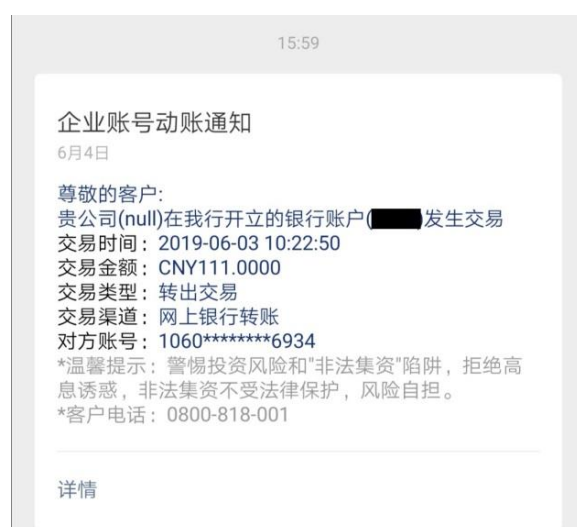 15:59
企业账号动账通知
6月4日
尊敬的客户:
贵公司(null)在我行开立的银行账户( )发生交易
交易时间：2019-06-03 10:22:50
交易金额：CNY111.0000
交易类型：转出交易
交易渠道：网上银行转账
对方账号：1060********6934
*温馨提示：警惕投资风险和"非法集资"陷阱，拒绝高
息诱惑，非法集资不受法律保护，风险自担。
*客户电话：0800-818-001
详情